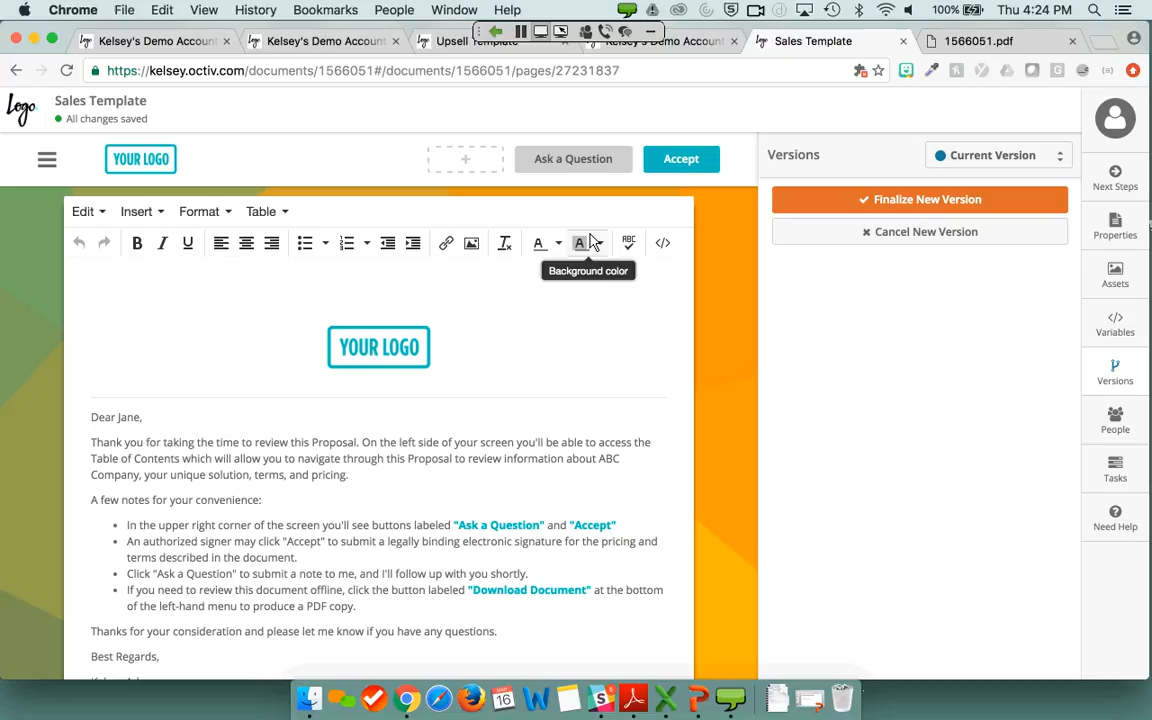 Chrome File Edit View History Bookmarks People Window Help 100% Thu 4:24 PM
Kelsey's Demo Account Kelsey's Demo Account Upsell Template Kelsey's Demo Account Sales Template 1566051.pdf
https://kelsey.octiv.com/documents/1566051#/documents/1566051/pages/27231837
Logo
Sales Template
All changes saved
YOUR LOGO
+ Ask a Question Accept
Versions
Current Version
Finalize New Version
Cancel New Version
Next Steps
Properties
Assets
Variables
Versions
People
Tasks
Need Help
Edit Insert Format Table
B I U A A ABC
Background color
YOUR LOGO
Dear Jane,
Thank you for taking the time to review this Proposal. On the left side of your screen you'll be able to access the
Table of Contents which will allow you to navigate through this Proposal to review information about ABC
Company, your unique solution, terms, and pricing.
A few notes for your convenience:
In the upper right corner of the screen you'll see buttons labeled "Ask a Question" and "Accept"
An authorized signer may click "Accept" to submit a legally binding electronic signature for the pricing and
terms described in the document.
Click "Ask a Question" to submit a note to me, and I'll follow up with you shortly.
If you need to review this document offline, click the button labeled "Download Document" at the bottom
of the left-hand menu to produce a PDF copy.
Thanks for your consideration and please let me know if you have any questions.
Best Regards,
16